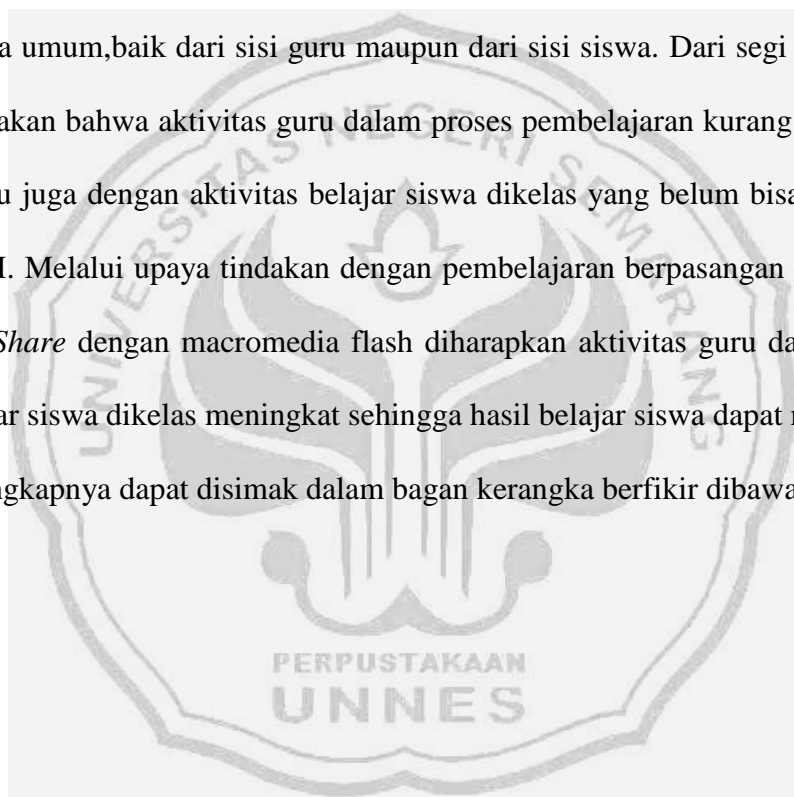 a umum,baik dari sisi guru maupun dari sisi siswa. Dari segi
akan bahwa aktivitas guru dalam proses pembelajaran kurang
u juga dengan aktivitas belajar siswa dikelas yang belum bisa
Melalui upaya tindakan dengan pembelajaran berpasangan
Share dengan macromedia flash diharapkan aktivitas guru da
ar siswa dikelas meningkat sehingga hasil belajar siswa dapat
ngkapnya dapat disimak dalam bagan kerangka berfikir dibawa
UNIVERSITAS NEGERI SEMARANG
PERPUSTAKAAN
UNNES